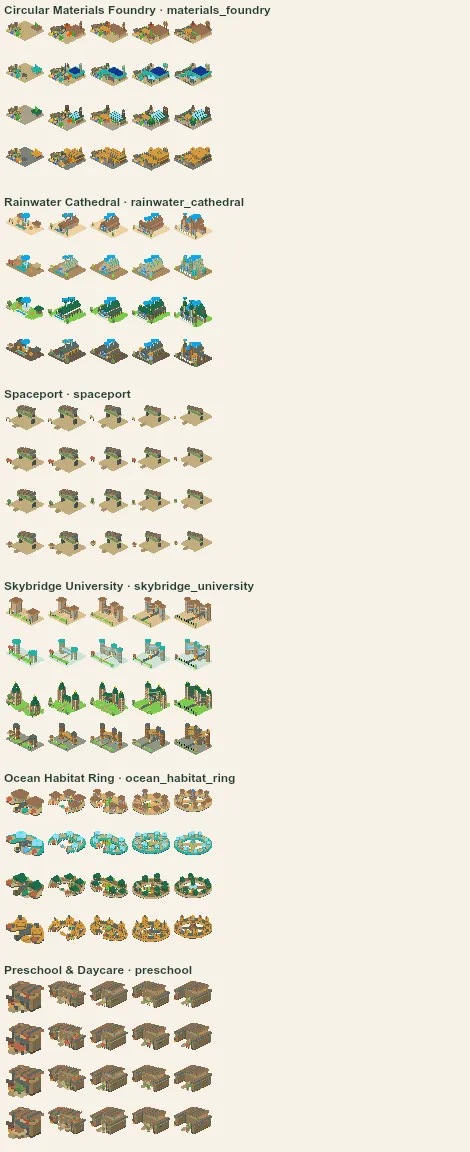 Circular Materials Foundry · materials_foundry
Rainwater Cathedral · rainwater_cathedral
Spaceport · spaceport
Skybridge University · skybridge_university
Ocean Habitat Ring · ocean_habitat_ring
Preschool & Daycare · preschool